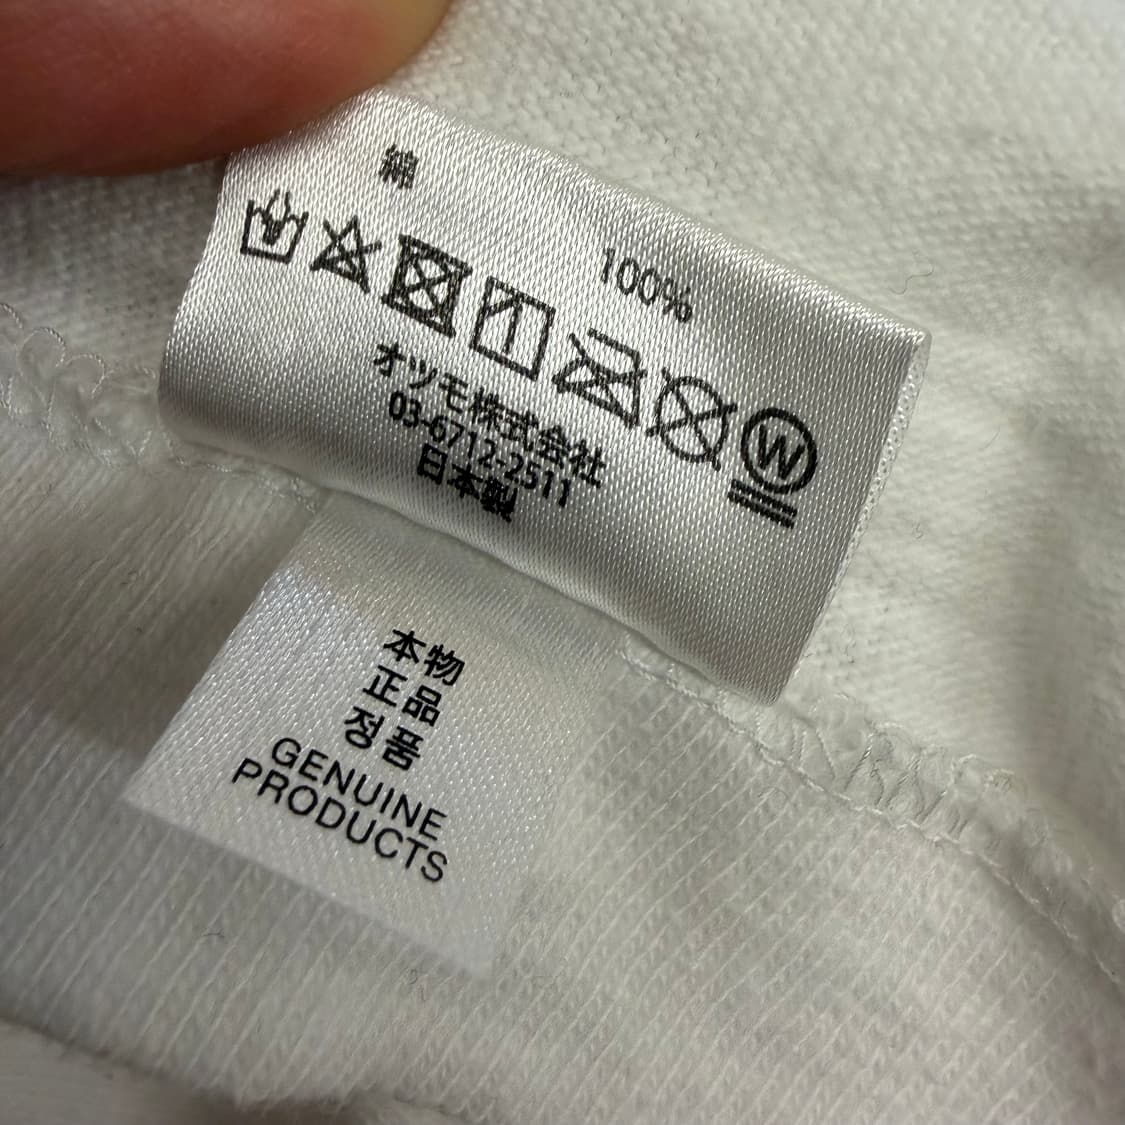 綿 100%
オツモ株式会社
03-6712-2511
日本製
本物
正品
정품
GENUINE
PRODUCTS